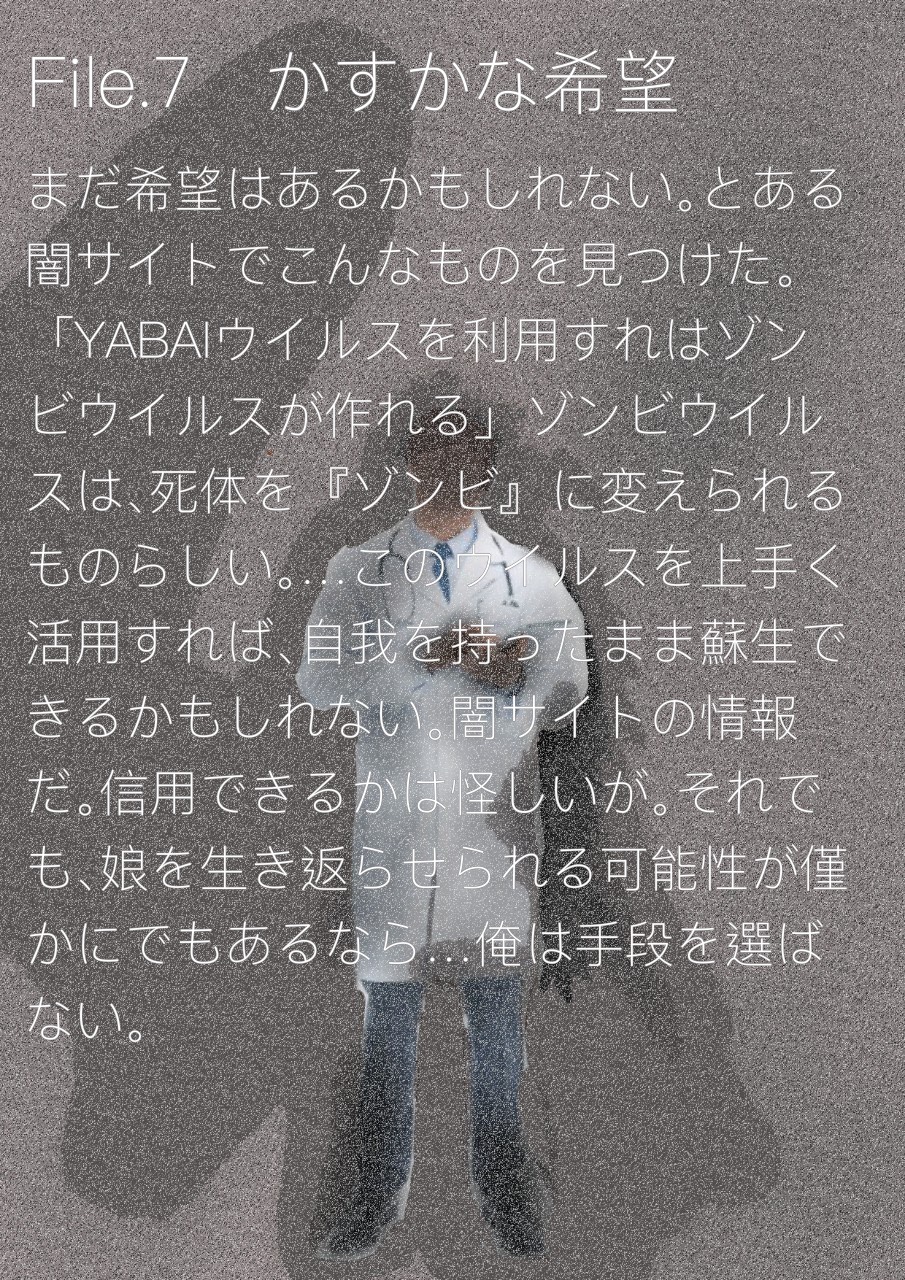 File.7　かすかな希望
まだ希望はあるかもしれない。とある
闇サイトでこんなものを見つけた。
「YABAIウイルスを利用すればゾン
ビウイルスが作れる」ゾンビウイル
スは、死体を『ゾンビ』に変えられる
ものらしい。…このウイルスを上手く
活用すれば、自我を持ったまま蘇生で
きるかもしれない。闇サイトの情報
だ。信用できるかは怪しいが。それで
も、娘を生き返らせられる可能性が僅
かにでもあるなら…俺は手段を選ば
ない。